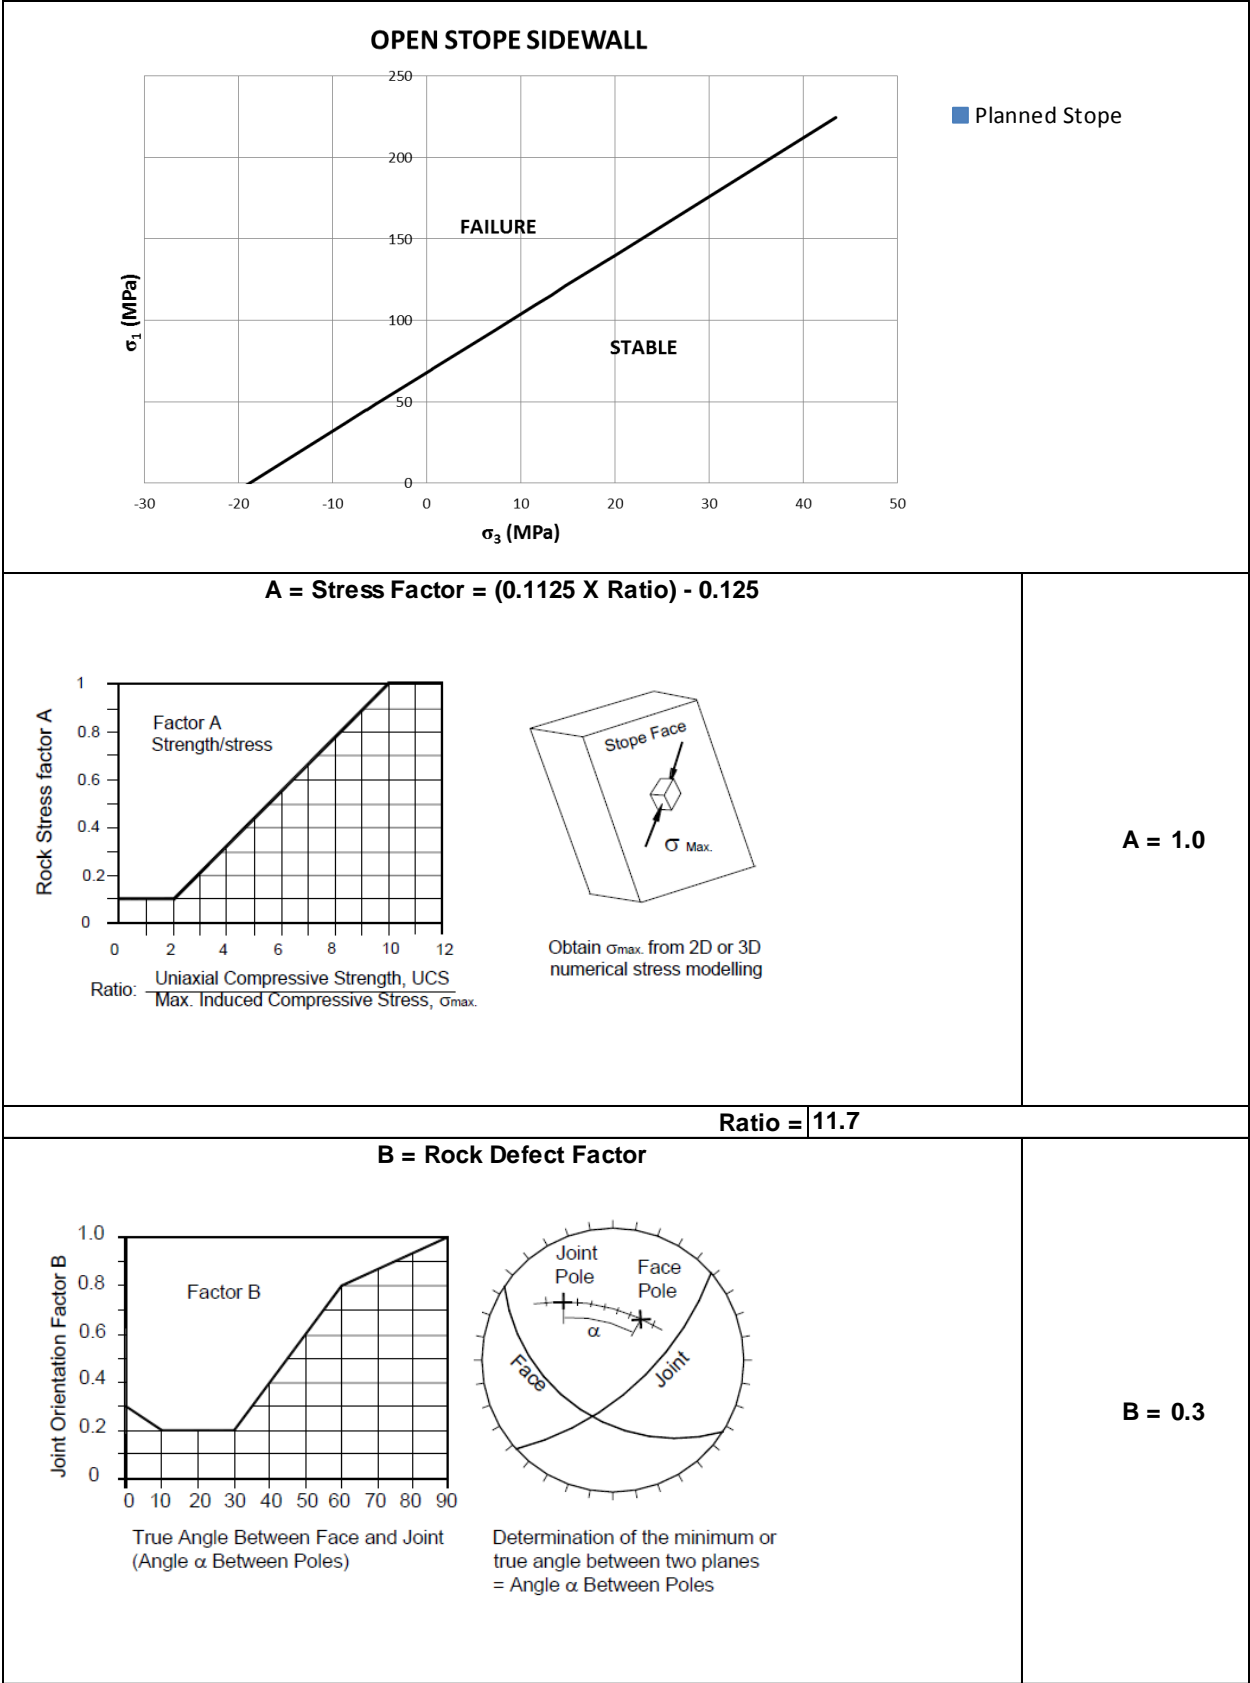 OPEN STOPE SIDEWALL
250
200
150
100
50
0
σ1 (MPa)
FAILURE
STABLE
-30 -20 -10 0 10 20 30 40 50
σ3 (MPa)
Planned Stope
A = Stress Factor = (0.1125 X Ratio) - 0.125
1
0.8
0.6
0.4
0.2
0
Rock Stress factor A
Factor A
Strength/stress
0 2 4 6 8 10 12
Ratio: Uniaxial Compressive Strength, UCS
Max. Induced Compressive Stress, σmax.
Stope Face
σ Max.
Obtain σmax. from 2D or 3D
numerical stress modelling
A = 1.0
Ratio = 11.7
B = Rock Defect Factor
1.0
0.8
0.6
0.4
0.2
0
Joint Orientation Factor B
Factor B
0 10 20 30 40 50 60 70 80 90
True Angle Between Face and Joint
(Angle α Between Poles)
Joint
Pole
Face
Pole
α
Face
Joint
Determination of the minimum or
true angle between two planes
= Angle α Between Poles
B = 0.3